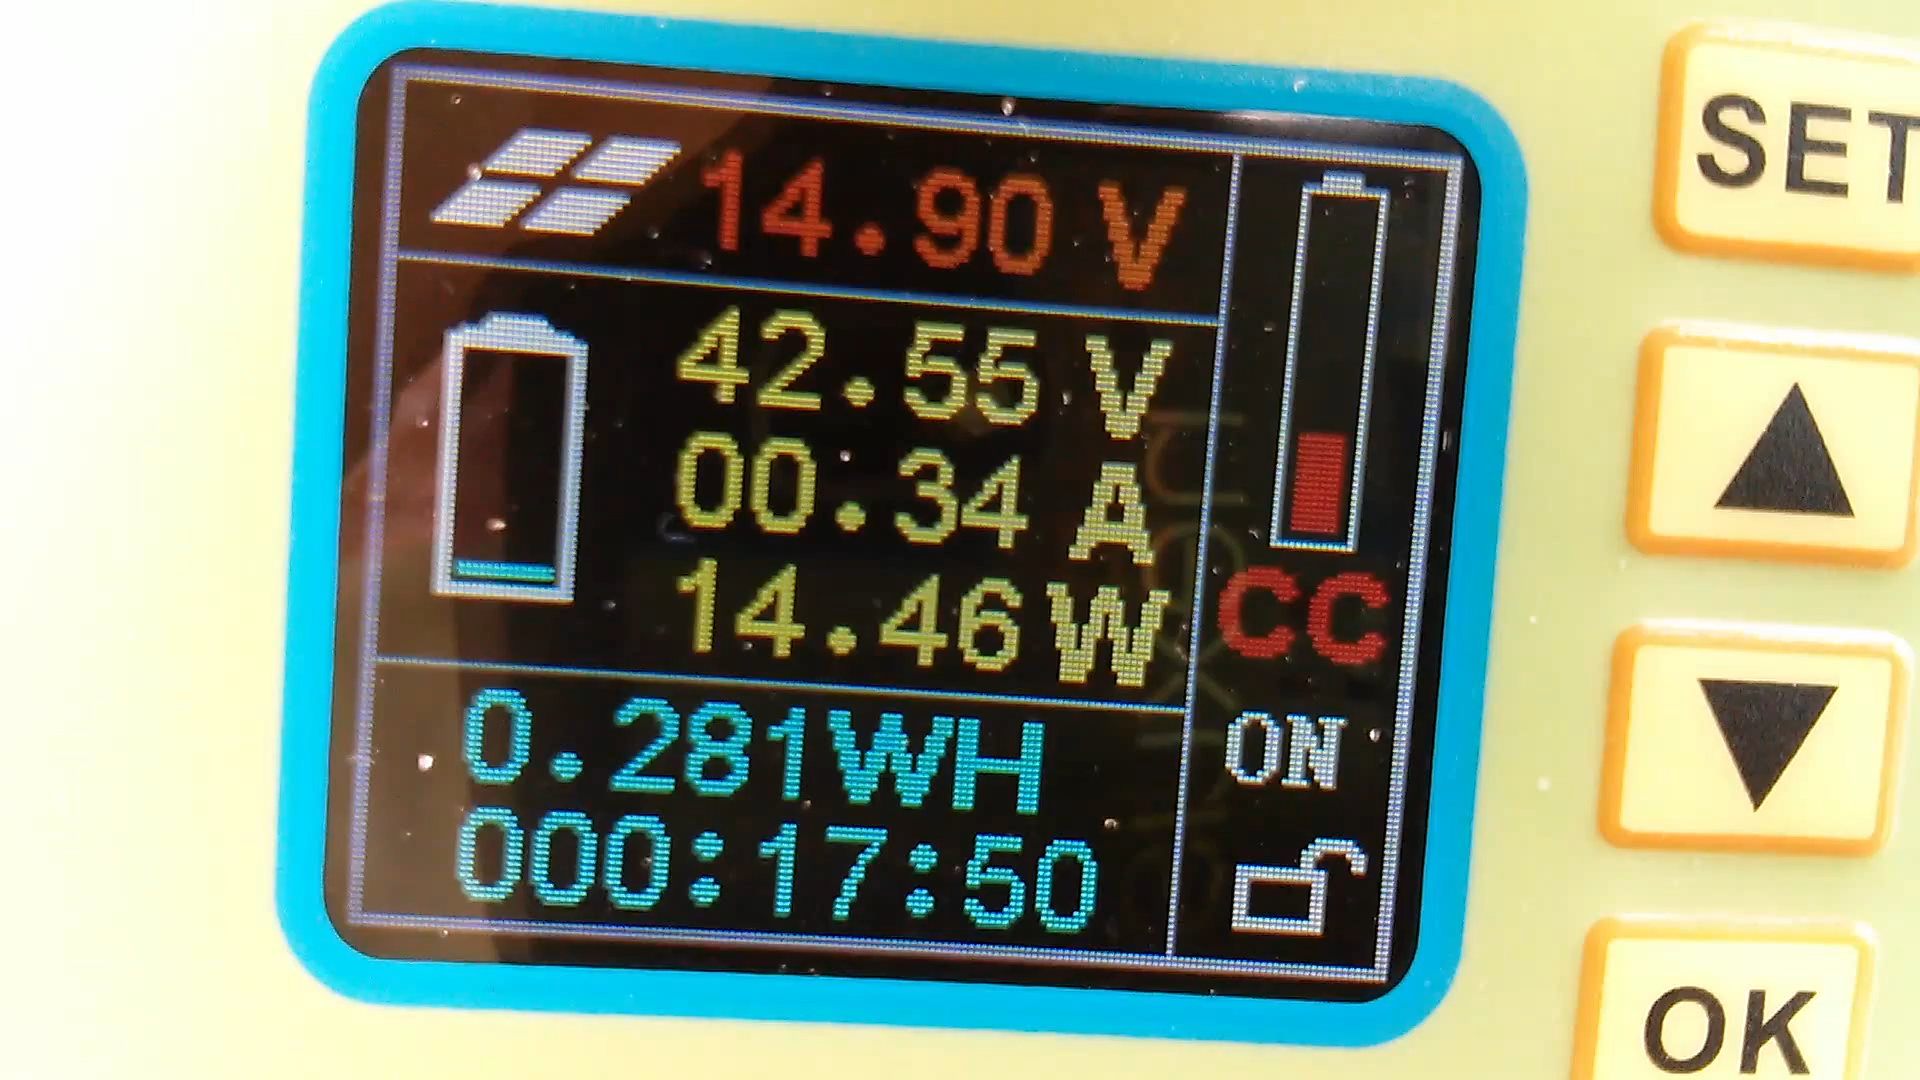 14.90 V
42.55 V
00.34 A
14.46 W
CC
0.281WH
ON
000:17:50
SET
OK